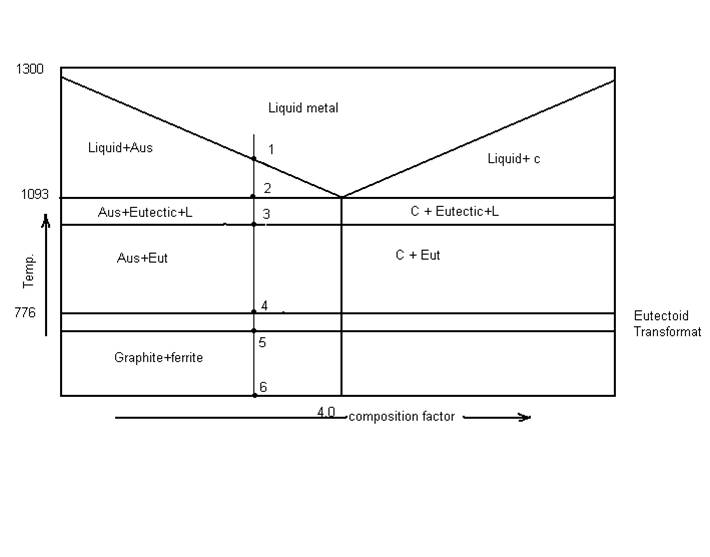 1300
Liquid metal
1
Liquid+Aus
Liquid+ c
2
1093
Aus+Eutectic+L
3
C + Eutectic+L
Aus+Eut
C + Eut
Temp.
4
776
Eutectoid
Transformat
5
Graphite+ferrite
6
4.0
composition factor